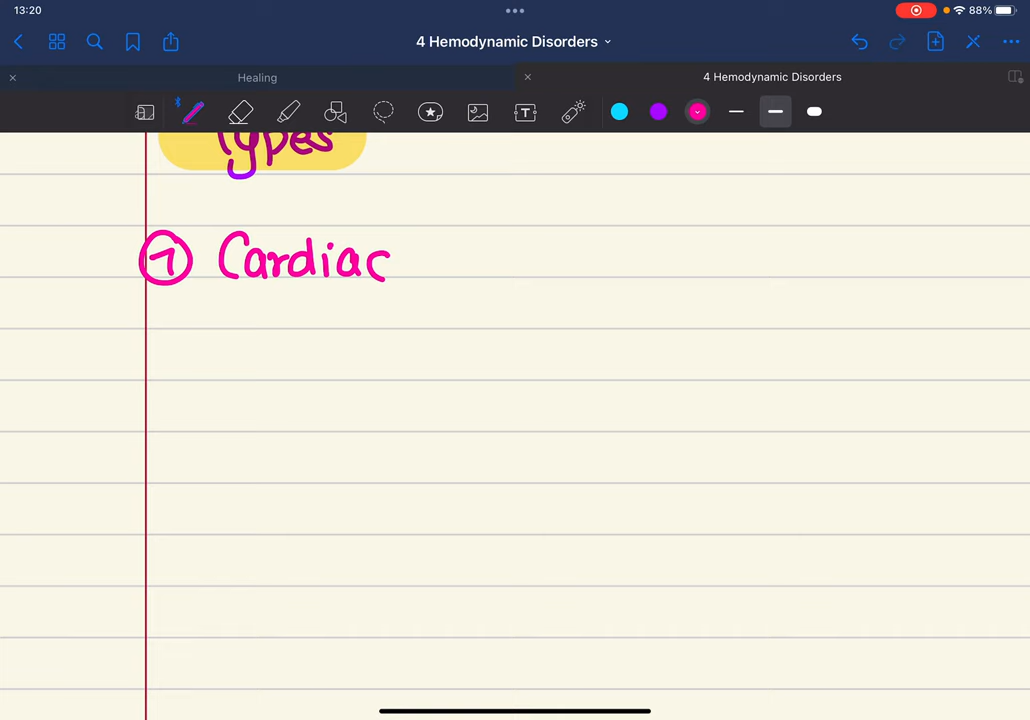 13:20
88%
4 Hemodynamic Disorders
Healing
4 Hemodynamic Disorders
T
Types
① Cardiac